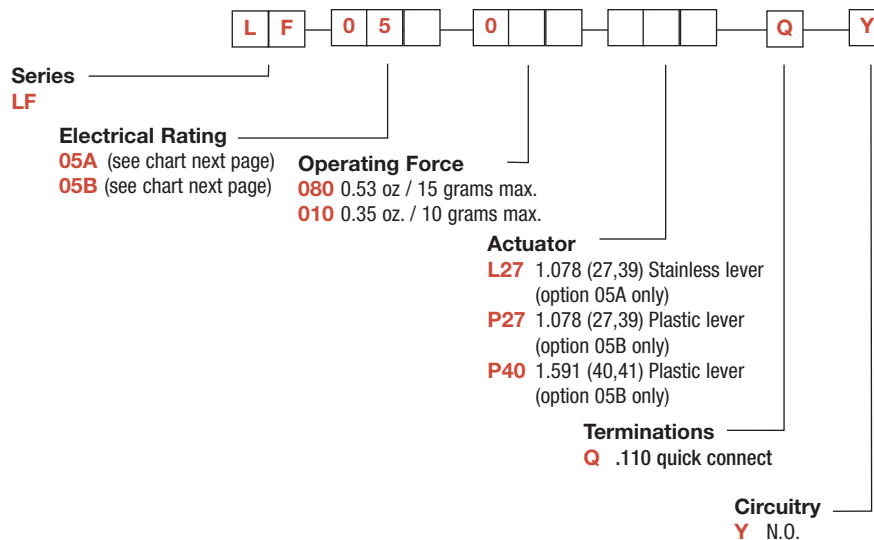 L F 0 5 0 Q Y
Series
LF
Electrical Rating
05A (see chart next page)
05B (see chart next page)
Operating Force
080 0.53 oz / 15 grams max.
010 0.35 oz. / 10 grams max.
Actuator
L27 1.078 (27,39) Stainless lever
(option 05A only)
P27 1.078 (27,39) Plastic lever
(option 05B only)
P40 1.591 (40,41) Plastic lever
(option 05B only)
Terminations
Q .110 quick connect
Circuitry
Y N.O.